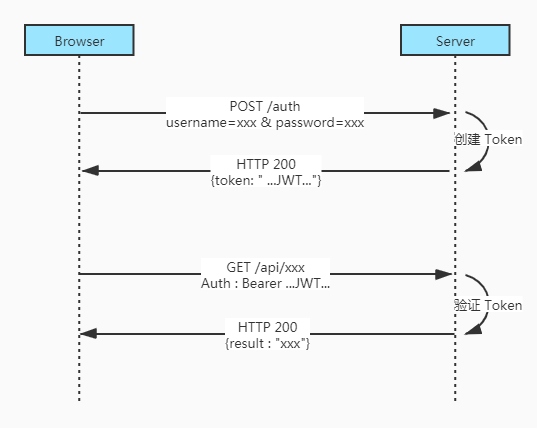 Browser
Server
POST /auth
username=xxx & password=xxx
创建 Token
HTTP 200
{token: " ...JWT..."}
GET /api/xxx
Auth : Bearer ...JWT...
验证 Token
HTTP 200
{result : "xxx"}